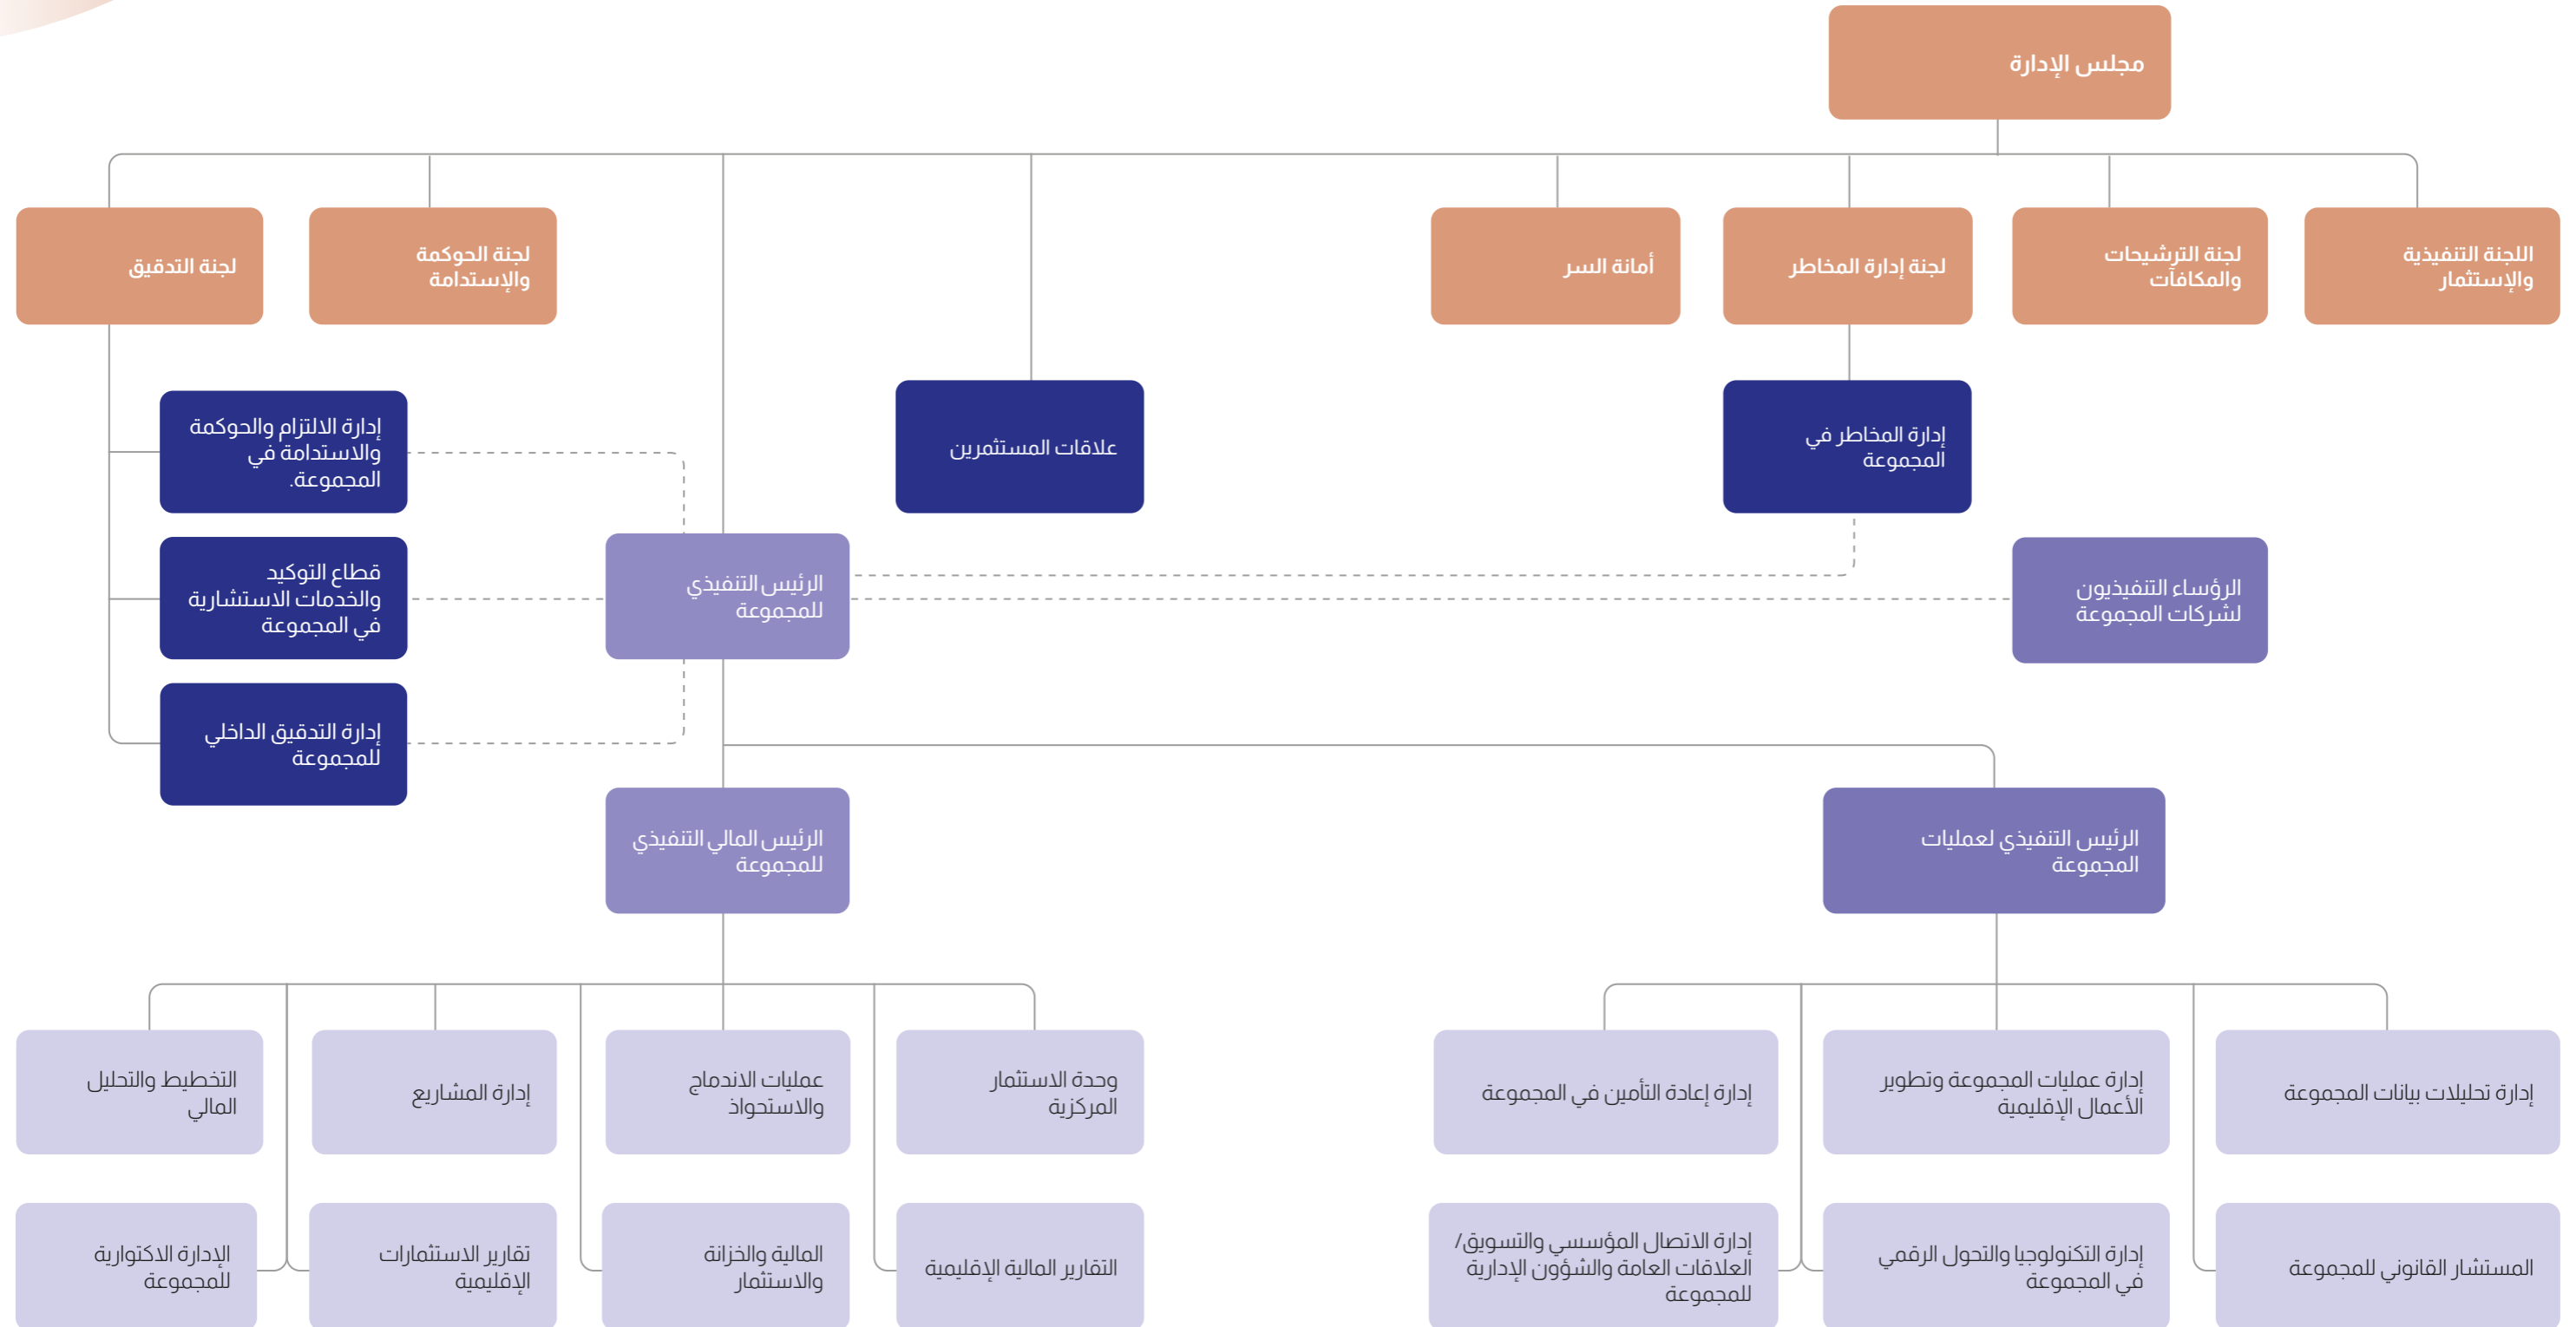 مجلس الإدارة
اللجنة التنفيذية
والإستثمار
لجنة الترشيحات
والمكافآت
لجنة إدارة المخاطر
أمانة السر
لجنة الحوكمة
والإستدامة
لجنة التدقيق
إدارة المخاطر في
المجموعة
علاقات المستثمرين
إدارة الالتزام والحوكمة
والاستدامة في
المجموعة.
الرؤساء التنفيذيون
لشركات المجموعة
الرئيس التنفيذي
للمجموعة
قطاع التوكيد
والخدمات الاستشارية
في المجموعة
إدارة التدقيق الداخلي
للمجموعة
الرئيس التنفيذي لعمليات
المجموعة
الرئيس المالي التنفيذي
للمجموعة
إدارة تحليلات بيانات المجموعة
إدارة عمليات المجموعة وتطوير
الأعمال الإقليمية
إدارة إعادة التأمين في المجموعة
وحدة الاستثمار
المركزية
عمليات الاندماج
والاستحواذ
إدارة المشاريع
التخطيط والتحليل
المالي
المستشار القانوني للمجموعة
إدارة التكنولوجيا والتحول الرقمي
في المجموعة
إدارة الاتصال المؤسسي والتسويق/
العلاقات العامة والشؤون الإدارية
للمجموعة
التقارير المالية الإقليمية
المالية والخزانة
والاستثمار
تقارير الاستثمارات
الإقليمية
الإدارة الاكتوارية
للمجموعة